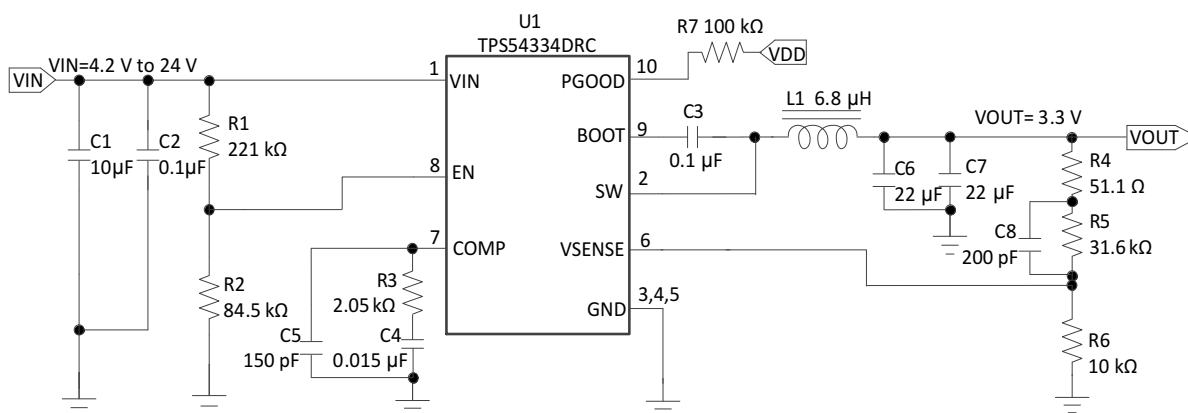 U1
TPS54334DRC
R7 100 kΩ
VDD
VIN
VIN=4.2 V to 24 V
1
VIN
PGOOD
10
L1 6.8 µH
C3
0.1 µF
BOOT
9
VOUT= 3.3 V
VOUT
R1
221 kΩ
C1
10µF
C2
0.1µF
8
EN
SW
2
C6
22 µF
C7
22 µF
R4
51.1 Ω
R5
31.6 kΩ
C8
200 pF
7
COMP
VSENSE
6
R2
84.5 kΩ
R3
2.05 kΩ
C5
150 pF
C4
0.015 µF
GND
3,4,5
R6
10 kΩ